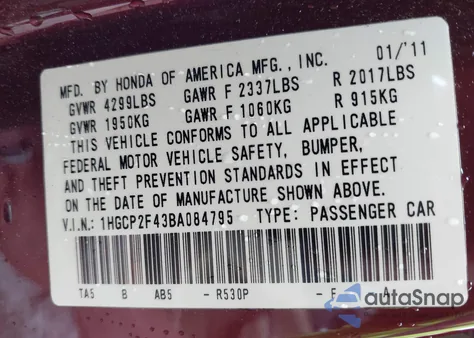 MFD. BY HONDA OF AMERICA MFG., INC. 01/'11
GVWR 4299LBS GAWR F 2337LBS R 2017LBS
GVWR 1950KG GAWR F 1060KG R 915KG
THIS VEHICLE CONFORMS TO ALL APPLICABLE
FEDERAL MOTOR VEHICLE SAFETY, BUMPER,
AND THEFT PREVENTION STANDARDS IN EFFECT
ON THE DATE OF MANUFACTURE SHOWN ABOVE.
V.I.N: 1HGCP2F43BA084795 TYPE: PASSENGER CAR
TA5 B AB5 - R530P - F A
autaSnap